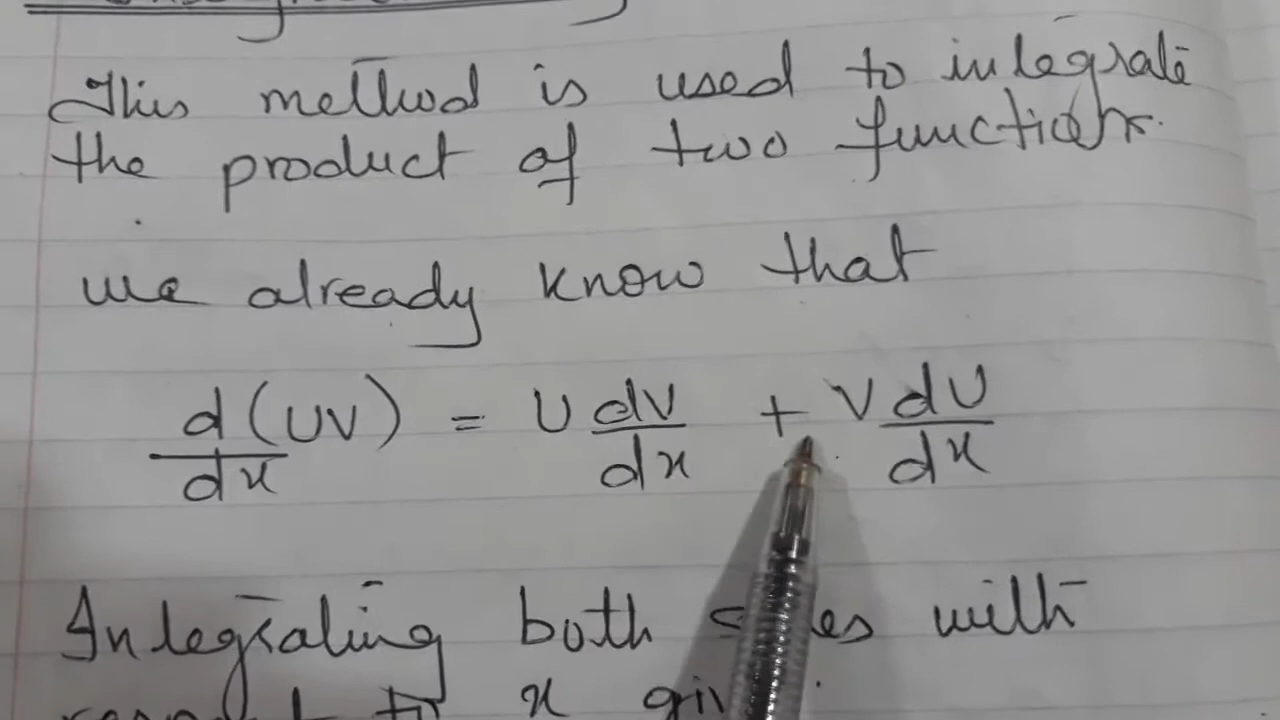 This method is used to integrate
the product of two functions.
we already know that
d(UV)/dx = U dV/dx + V dU/dx
Integrating both sides with
x